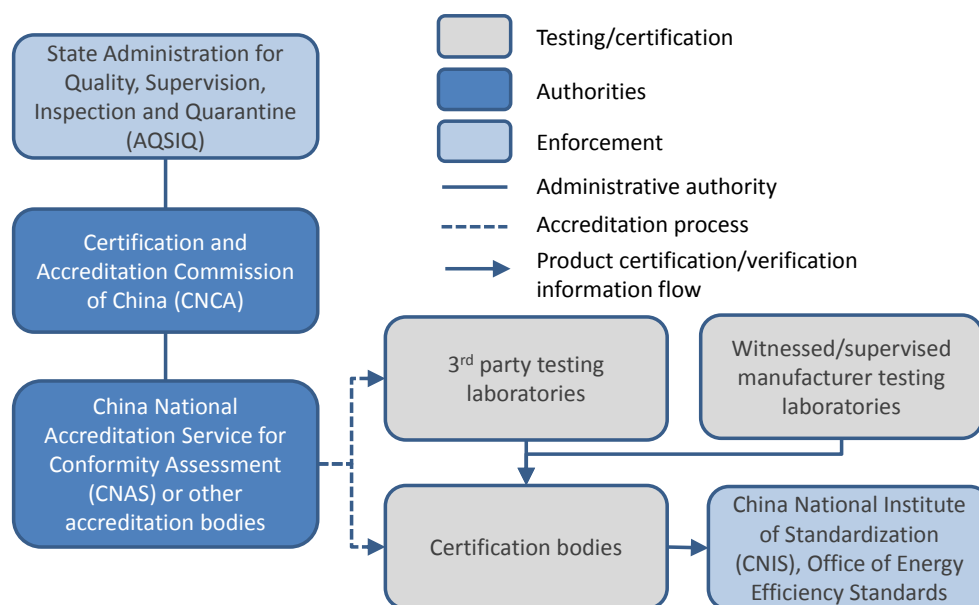 State Administration for
Quality, Supervision,
Inspection and Quarantine
(AQSIQ)
Certification and
Accreditation Commission
of China (CNCA)
China National
Accreditation Service for
Conformity Assessment
(CNAS) or other
accreditation bodies
Testing/certification
Authorities
Enforcement
Administrative authority
Accreditation process
Product certification/verification
information flow
3rd party testing
laboratories
Witnessed/supervised
manufacturer testing
laboratories
Certification bodies
China National Institute
of Standardization
(CNIS), Office of Energy
Efficiency Standards